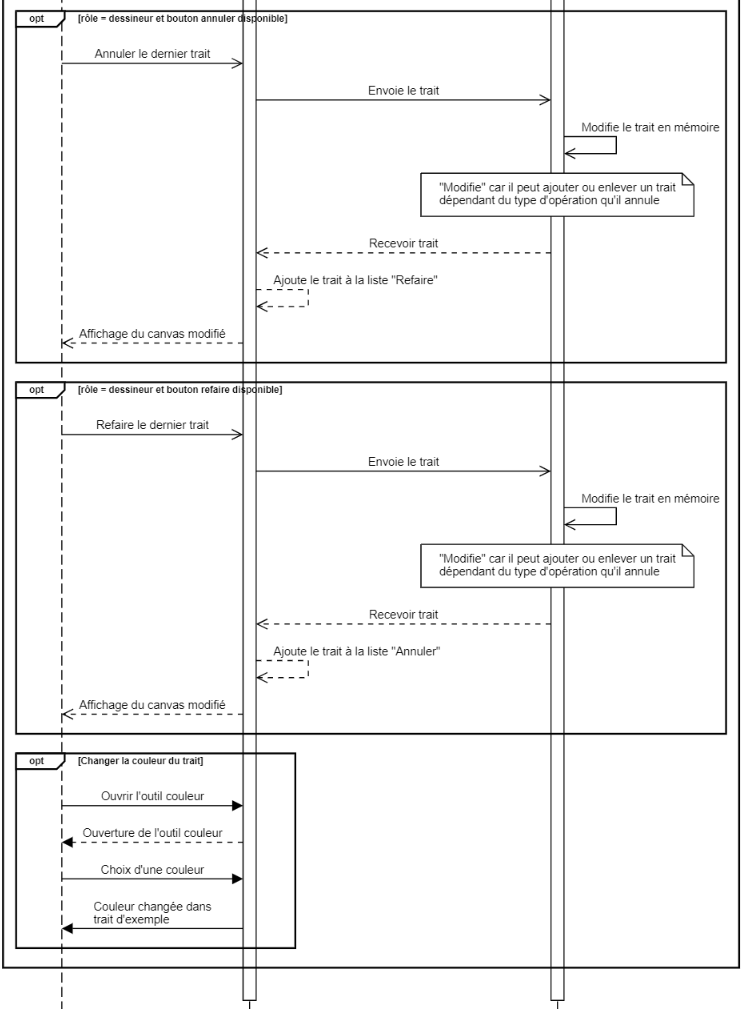 opt
[rôle = dessineur et bouton annuler disponible]
Annuler le dernier trait
Envoie le trait
Modifie le trait en mémoire
"Modifie" car il peut ajouter ou enlever un trait
dépendant du type d'opération qu'il annule
Recevoir trait
Ajoute le trait à la liste "Refaire"
Affichage du canvas modifié
opt
[rôle = dessineur et bouton refaire disponible]
Refaire le dernier trait
Envoie le trait
Modifie le trait en mémoire
"Modifie" car il peut ajouter ou enlever un trait
dépendant du type d'opération qu'il annule
Recevoir trait
Ajoute le trait à la liste "Annuler"
Affichage du canvas modifié
opt
[Changer la couleur du trait]
Ouvrir l'outil couleur
Ouverture de l'outil couleur
Choix d'une couleur
Couleur changée dans
trait d'exemple